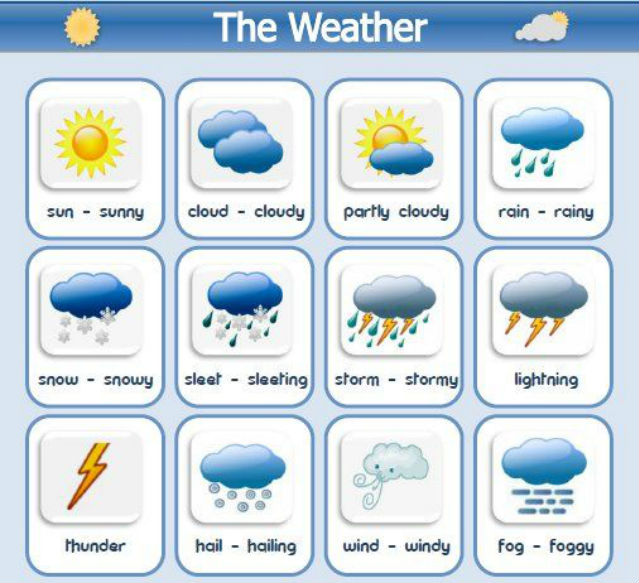 The Weather
sun - sunny
cloud - cloudy
partly cloudy
rain - rainy
snow - snowy
sleet - sleeting
storm - stormy
lightning
thunder
hail - hailing
wind - windy
fog - foggy